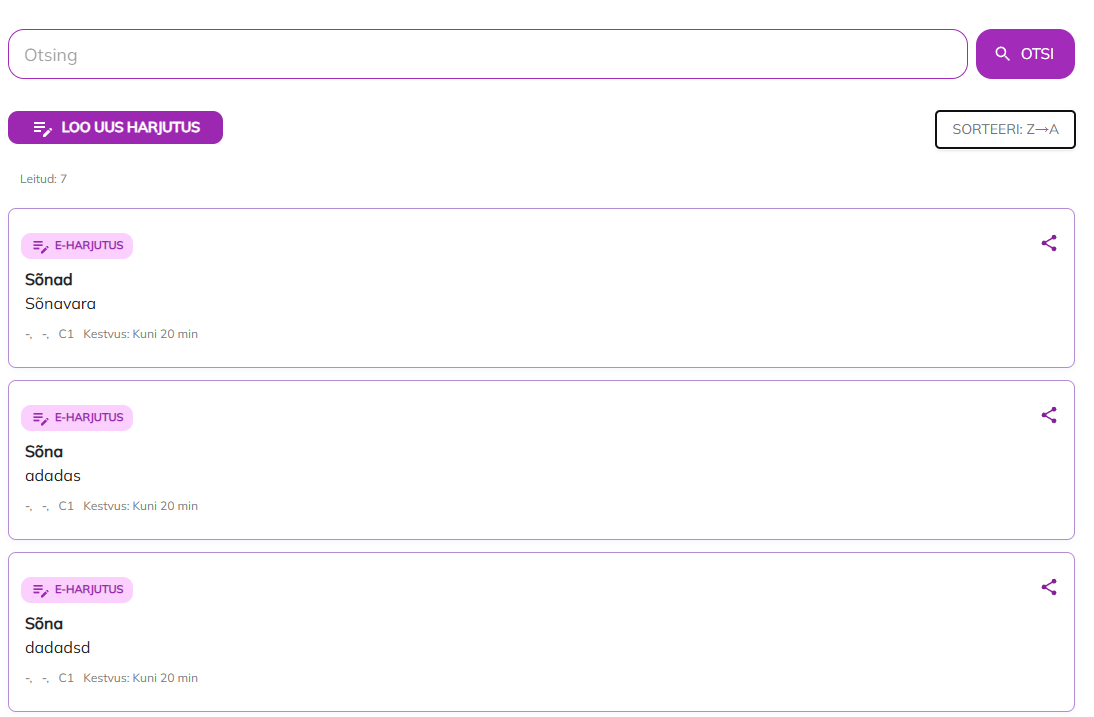 Otsing
OTSI
LOO UUS HARJUTUS
SORTEERI: Z→A
Leitud: 7
E-HARJUTUS
Sõnad
Sõnavara
-, -, C1 Kestvus: Kuni 20 min
E-HARJUTUS
Sõna
adadas
-, -, C1 Kestvus: Kuni 20 min
E-HARJUTUS
Sõna
dadadsd
-, -, C1 Kestvus: Kuni 20 min